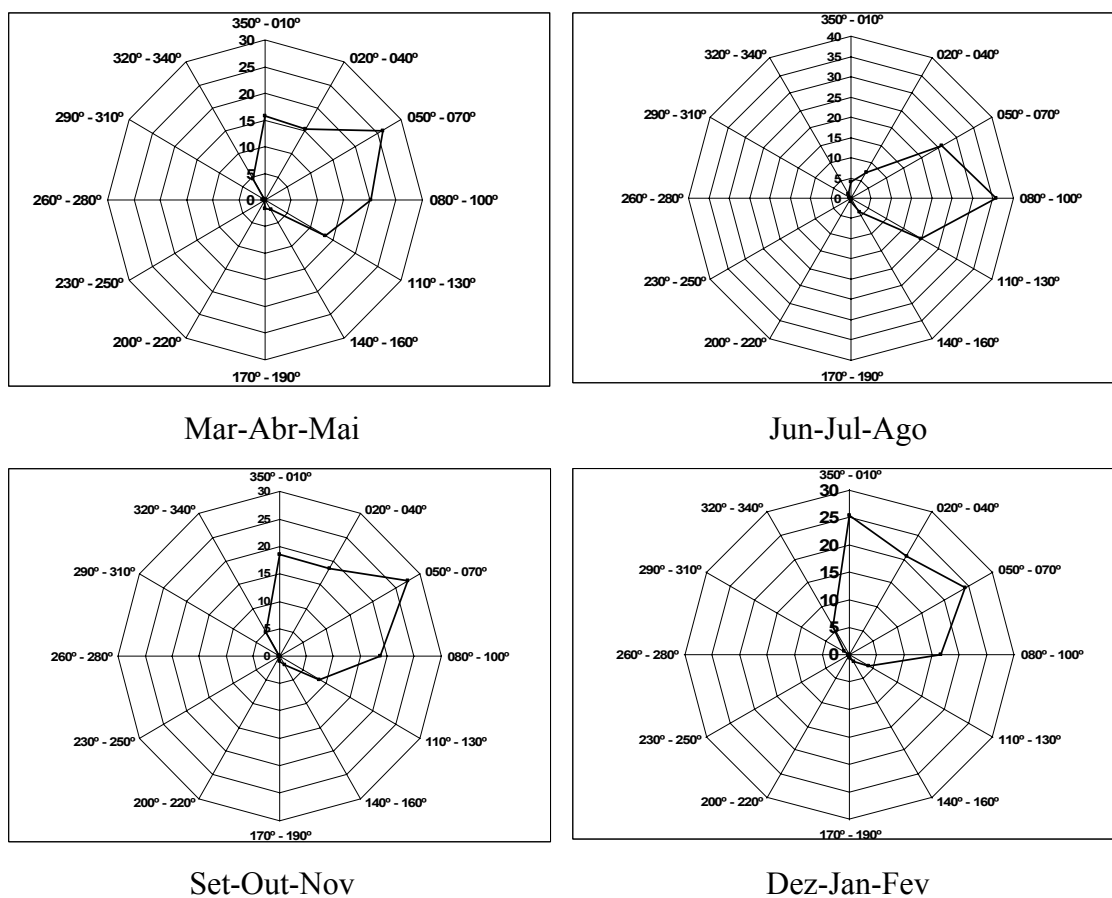 350º - 010º
30
25
20
15
10
5
0
020º - 040º
050º - 070º
080º - 100º
110º - 130º
140º - 160º
170º - 190º
200º - 220º
230º - 250º
260º - 280º
290º - 310º
320º - 340º
Mar-Abr-Mai
350º - 010º
40
35
30
25
20
15
10
5
0
020º - 040º
050º - 070º
080º - 100º
110º - 130º
140º - 160º
170º - 190º
200º - 220º
230º - 250º
260º - 280º
290º - 310º
320º - 340º
Jun-Jul-Ago
350º - 010º
30
25
20
15
10
5
0
020º - 040º
050º - 070º
080º - 100º
110º - 130º
140º - 160º
170º - 190º
200º - 220º
230º - 250º
260º - 280º
290º - 310º
320º - 340º
Set-Out-Nov
350º - 010º
30
25
20
15
10
5
0
020º - 040º
050º - 070º
080º - 100º
110º - 130º
140º - 160º
170º - 190º
200º - 220º
230º - 250º
260º - 280º
290º - 310º
320º - 340º
Dez-Jan-Fev